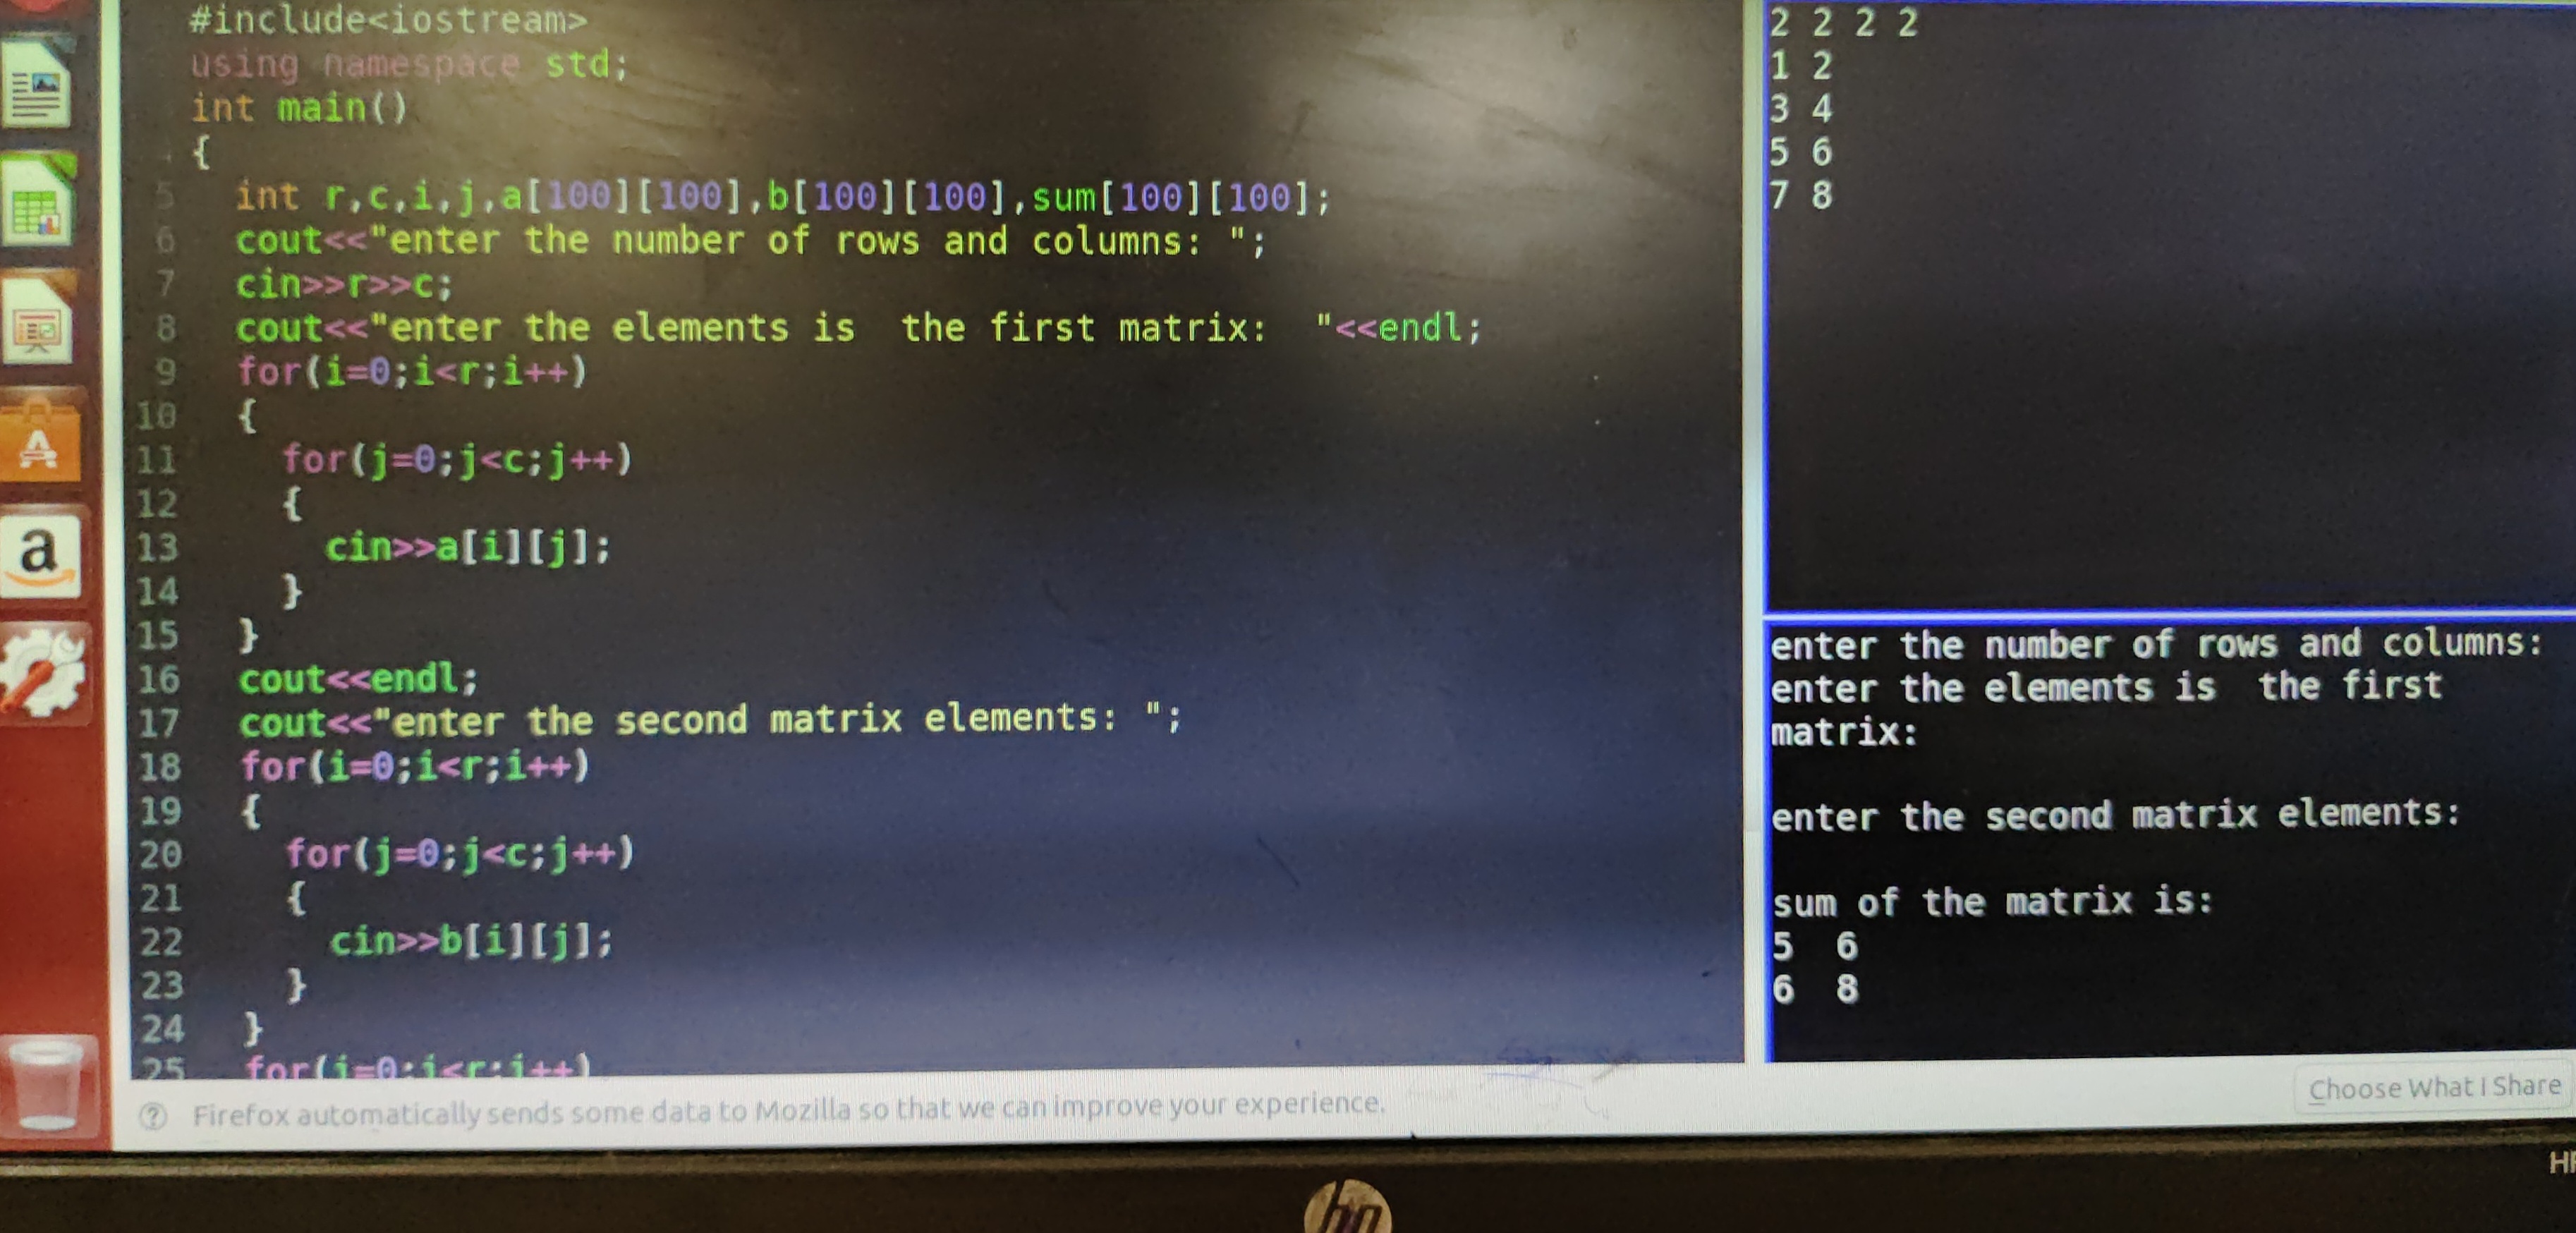 #include<iostream>
using namespace std;
int main()
{
5 int r,c,i,j,a[100][100],b[100][100],sum[100][100];
6 cout<<"enter the number of rows and columns: ";
7 cin>>r>>c;
8 cout<<"enter the elements is  the first matrix:  "<<endl;
9 for(i=0;i<r;i++)
10 {
11 for(j=0;j<c;j++)
12 {
13 cin>>a[i][j];
14 }
15 }
16 cout<<endl;
17 cout<<"enter the second matrix elements: ";
18 for(i=0;i<r;i++)
19 {
20 for(j=0;j<c;j++)
21 {
22 cin>>b[i][j];
23 }
24 }
25 for(i=0;i<r;i++)
2 2 2 2
1 2
3 4
5 6
7 8
enter the number of rows and columns:
enter the elements is  the first
matrix:
enter the second matrix elements:
sum of the matrix is:
5  6
6  8
a
A
? Firefox automatically sends some data to Mozilla so that we can improve your experience.
Choose What I Share
hp